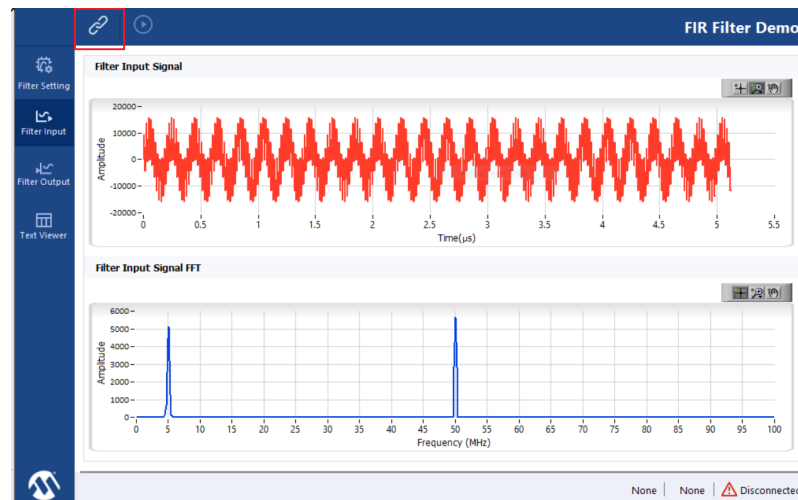 FIR Filter Demo
Filter Setting
Filter Input
Filter Output
Text Viewer
Filter Input Signal
20000
10000
0
-10000
-20000
Amplitude
0 0.5 1 1.5 2 2.5 3 3.5 4 4.5 5 5.5
Time(µs)
Filter Input Signal FFT
6000
5000
4000
3000
2000
1000
0
Amplitude
0 5 10 15 20 25 30 35 40 45 50 55 60 65 70 75 80 85 90 95 100
Frequency (MHz)
None None Disconnected